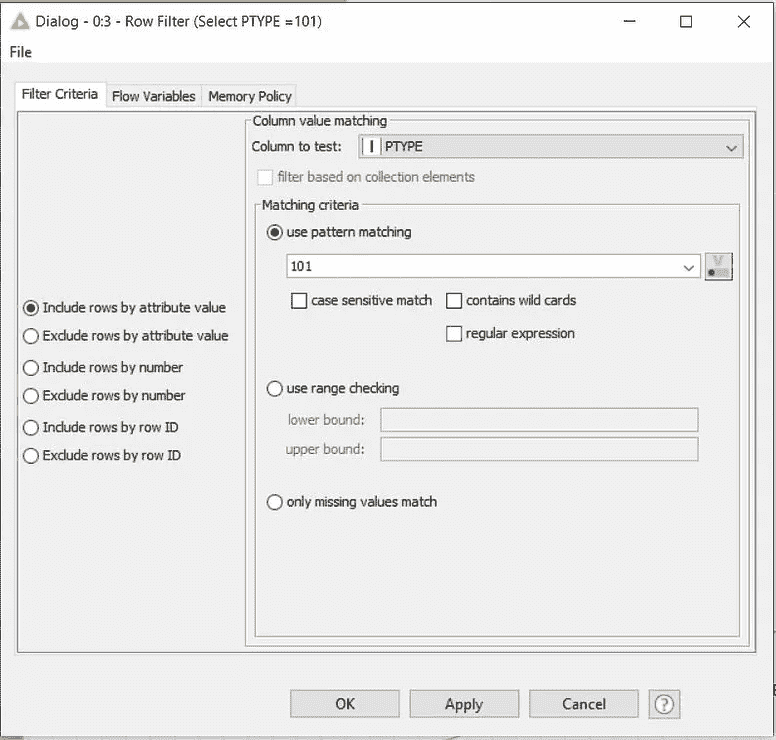 Dialog - 0:3 - Row Filter (Select PTYPE =101)
File
Filter Criteria Flow Variables Memory Policy
Column value matching
Column to test: I PTYPE
filter based on collection elements
Matching criteria
use pattern matching
101
V
case sensitive match contains wild cards
regular expression
Include rows by attribute value
Exclude rows by attribute value
Include rows by number
Exclude rows by number
Include rows by row ID
Exclude rows by row ID
use range checking
lower bound:
upper bound:
only missing values match
OK Apply Cancel ?